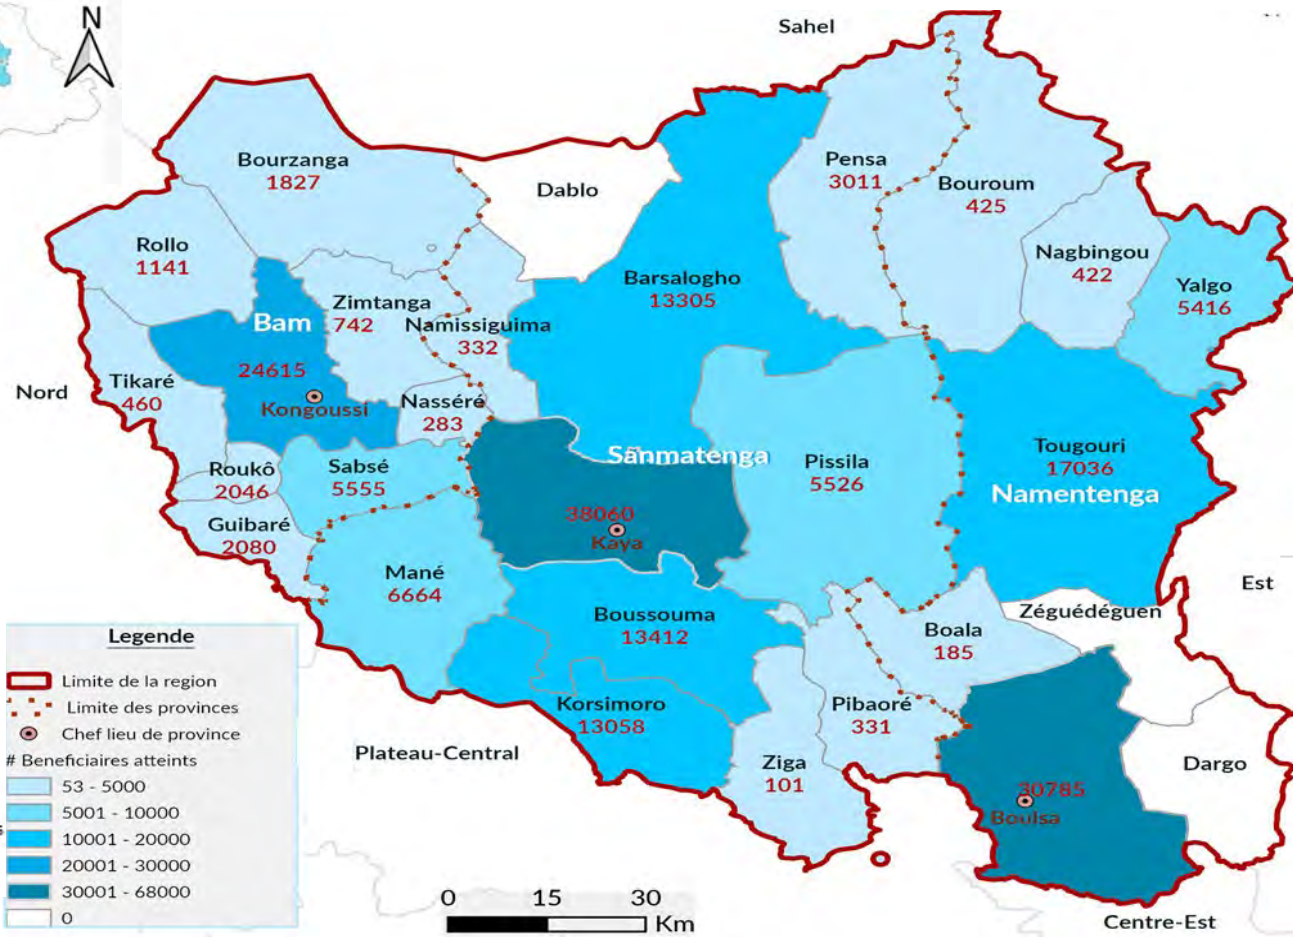 N
Sahel
Bourzanga
1827
Dablo
Pensa
3011
Bouroum
425
Rollo
1141
Nagbingou
422
Yalgo
5416
Barsalogho
13305
Zimtanga
742
Bam
Namissiguima
332
24615
Kongoussi
Nord
Tikaré
460
Nasséré
283
Sãnmatenga
Pissila
5526
Tougouri
17036
Namentenga
Roukô
2046
Sabsé
5555
Guibaré
2080
38060
Kaya
Mané
6664
Est
Boussouma
13412
Zéguédéguen
Boala
185
Korsimoro
13058
Pibaoré
331
Plateau-Central
Ziga
101
Dargo
30785
Boulsa
Centre-Est
Legende
Limite de la region
Limite des provinces
Chef lieu de province
# Beneficiaires atteints
53 - 5000
5001 - 10000
10001 - 20000
20001 - 30000
30001 - 68000
0
0 15 30
Km